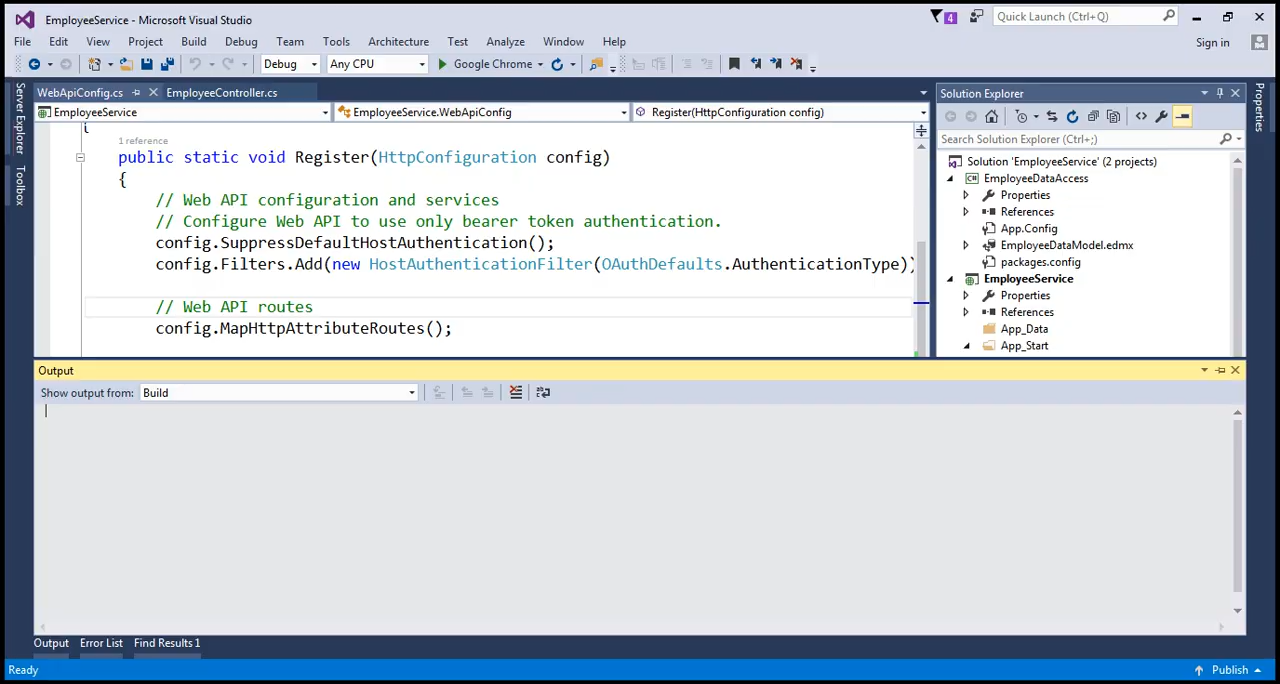 EmployeeService - Microsoft Visual Studio
4
Quick Launch (Ctrl+Q)
File Edit View Project Build Debug Team Tools Architecture Test Analyze Window Help
Sign in
Debug Any CPU Google Chrome
Server Explorer
Toolbox
WebApiConfig.cs EmployeeController.cs
EmployeeService EmployeeService.WebApiConfig Register(HttpConfiguration config)
{
1 reference
public static void Register(HttpConfiguration config)
{
// Web API configuration and services
// Configure Web API to use only bearer token authentication.
config.SuppressDefaultHostAuthentication();
config.Filters.Add(new HostAuthenticationFilter(OAuthDefaults.AuthenticationType))
// Web API routes
config.MapHttpAttributeRoutes();
Solution Explorer
Search Solution Explorer (Ctrl+;)
Solution 'EmployeeService' (2 projects)
C# EmployeeDataAccess
Properties
References
App.Config
EmployeeDataModel.edmx
packages.config
EmployeeService
Properties
References
App_Data
App_Start
Properties
Output
Show output from: Build
Output Error List Find Results 1
Ready
Publish